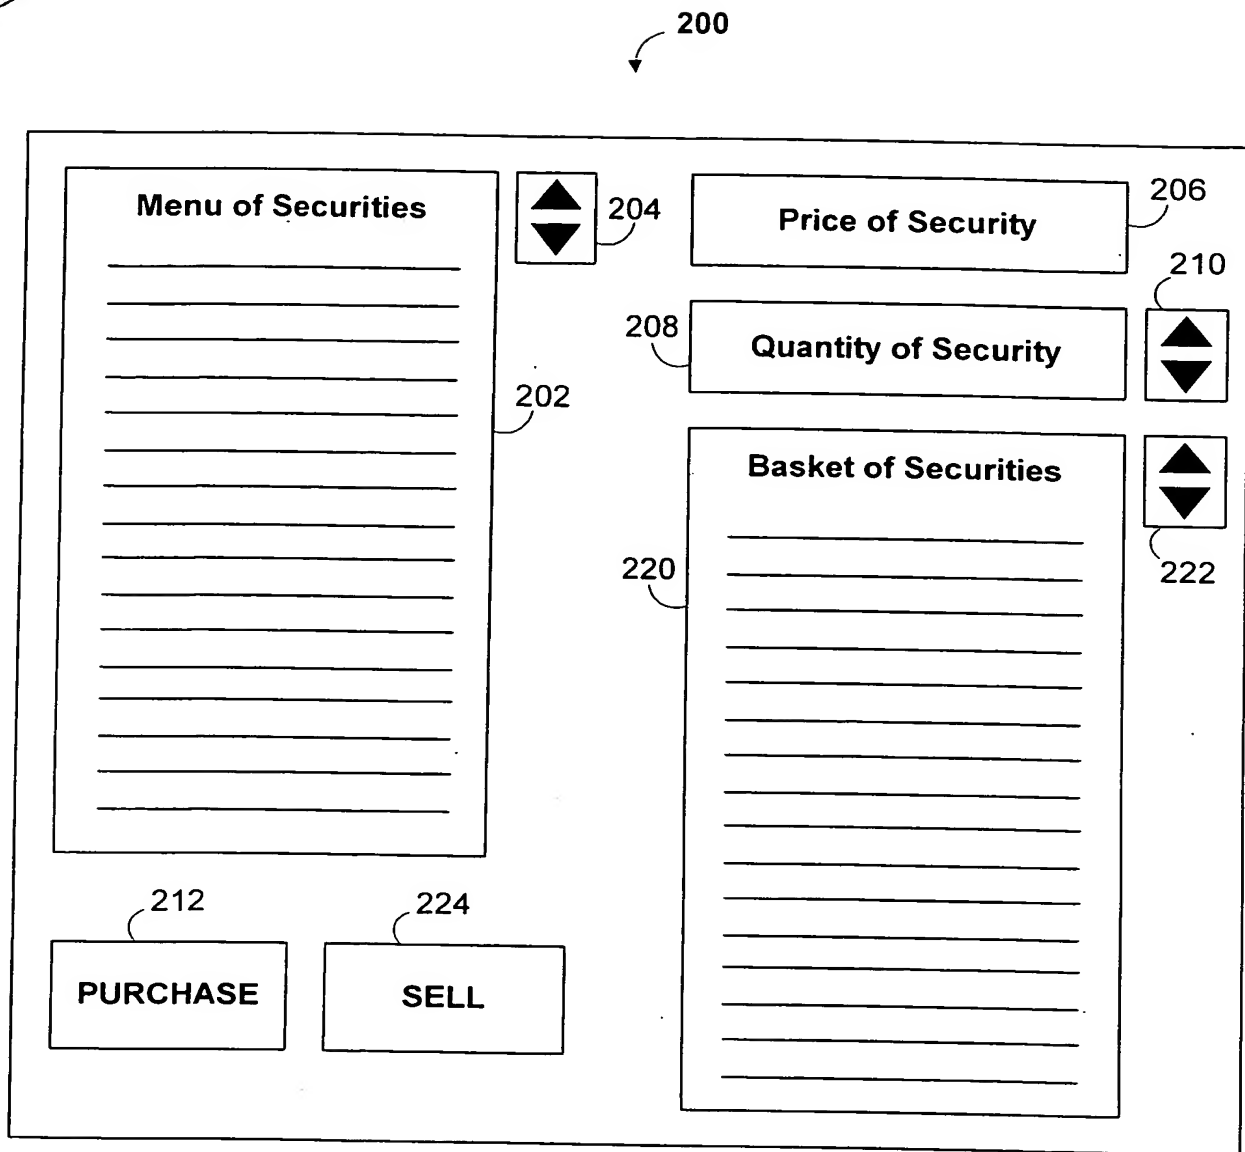 200
Menu of Securities
204
Price of Security
206
210
208
Quantity of Security
202
Basket of Securities
220
222
212
224
PURCHASE
SELL